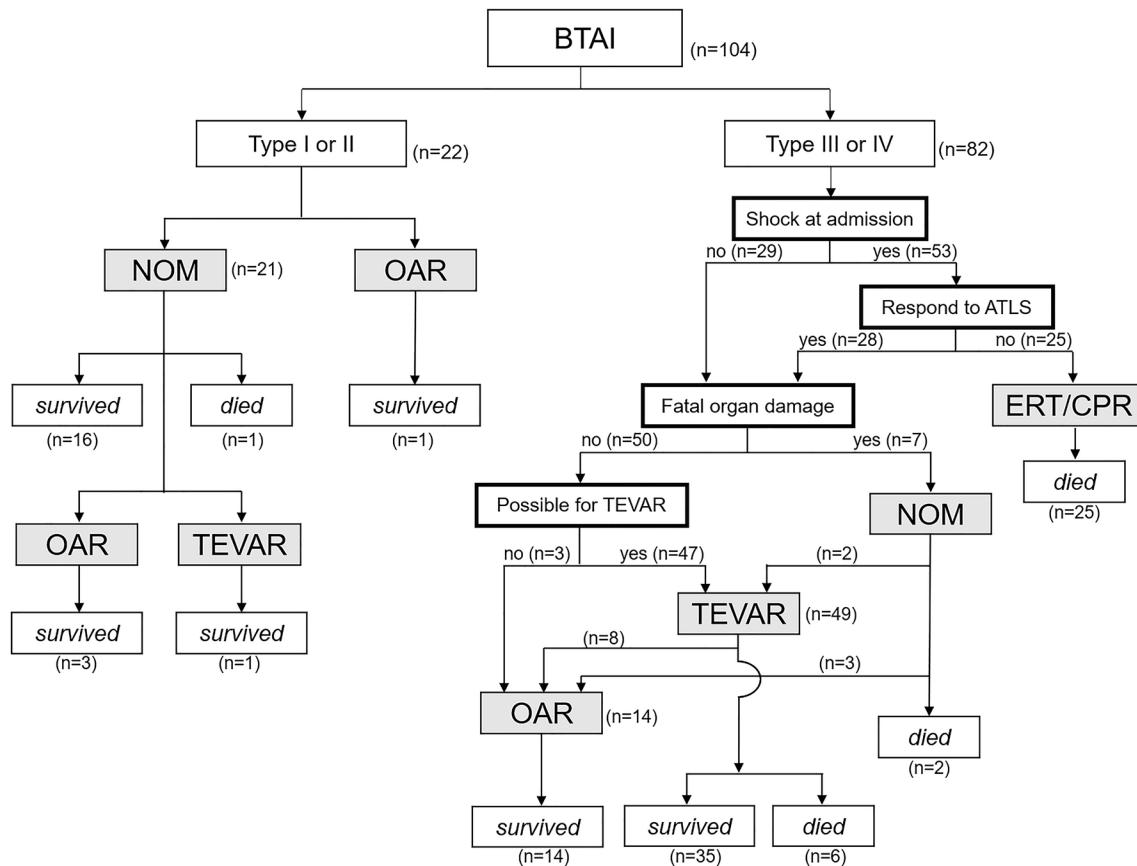 BTAI
(n=104)
Type I or II
(n=22)
Type III or IV
(n=82)
Shock at admission
no (n=29)
yes (n=53)
NOM
(n=21)
OAR
Respond to ATLS
yes (n=28)
no (n=25)
survived
(n=16)
died
(n=1)
survived
(n=1)
Fatal organ damage
ERT/CPR
no (n=50)
yes (n=7)
died
(n=25)
Possible for TEVAR
NOM
OAR
TEVAR
no (n=3)
yes (n=47)
(n=2)
survived
(n=3)
survived
(n=1)
TEVAR
(n=49)
(n=8)
(n=3)
OAR
(n=14)
died
(n=2)
survived
(n=14)
survived
(n=35)
died
(n=6)